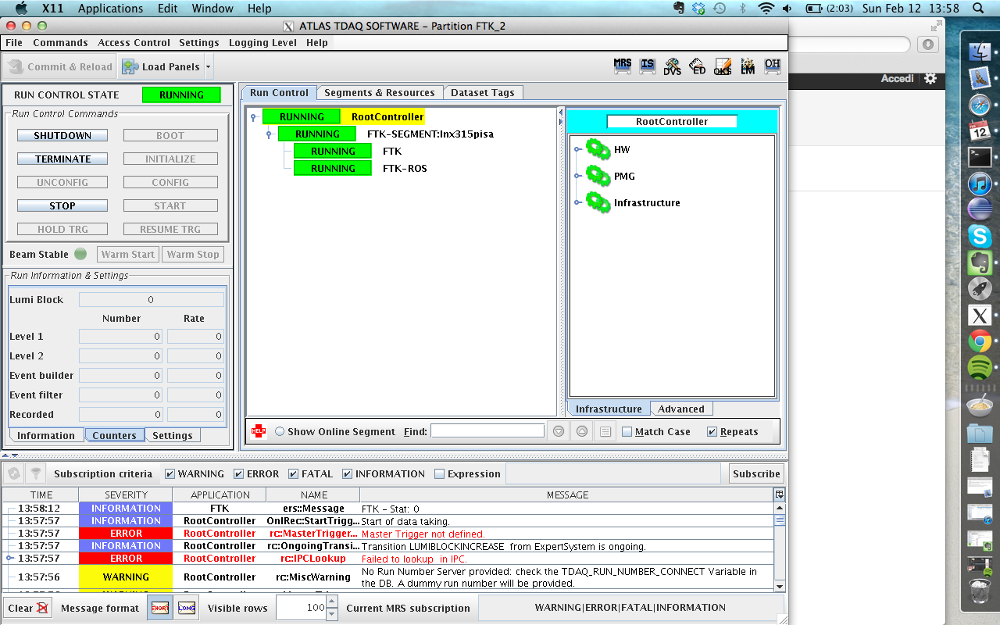 X11 Applications Edit Window Help (2:03) Sun Feb 12 13:58
ATLAS TDAQ SOFTWARE - Partition FTK_2
File Commands Access Control Settings Logging Level Help
Commit & Reload Load Panels MRS IS DVS ED OKS LM OH
Accedi
RUN CONTROL STATE RUNNING
Run Control Commands
SHUTDOWN BOOT
TERMINATE INITIALIZE
UNCONFIG CONFIG
STOP START
HOLD TRG RESUME TRG
Beam Stable Warm Start Warm Stop
Run Information & Settings
Lumi Block 0
Number Rate
Level 1 0 0
Level 2 0 0
Event builder 0 0
Event filter 0 0
Recorded 0 0
Information Counters Settings
Run Control Segments & Resources Dataset Tags
RUNNING RootController
RUNNING FTK-SEGMENT:lnx315pisa
RUNNING FTK
RUNNING FTK-ROS
RootController
HW
PMG
Infrastructure
Infrastructure Advanced
HELP Show Online Segment Find: Match Case Repeats
Subscription criteria WARNING ERROR FATAL INFORMATION Expression Subscribe
TIME SEVERITY APPLICATION NAME MESSAGE
13:58:12 INFORMATION FTK ers::Message FTK - Stat: 0
13:57:57 INFORMATION RootController OnlRec::StartTrigg... Start of data taking.
13:57:57 ERROR RootController rc::MasterTrigger... Master Trigger not defined.
13:57:57 INFORMATION RootController rc::OngoingTransi... Transition LUMIBLOCKINCREASE from ExpertSystem is ongoing.
13:57:57 ERROR RootController rc::IPCLookup Failed to lookup in IPC.
13:57:56 WARNING RootController rc::MiscWarning No Run Number Server provided: check the TDAQ_RUN_NUMBER_CONNECT Variable in
the DB. A dummy run number will be provided.
Clear Message format SHORT LONG Visible rows 100 Current MRS subscription WARNING|ERROR|FATAL|INFORMATION
FEB
12